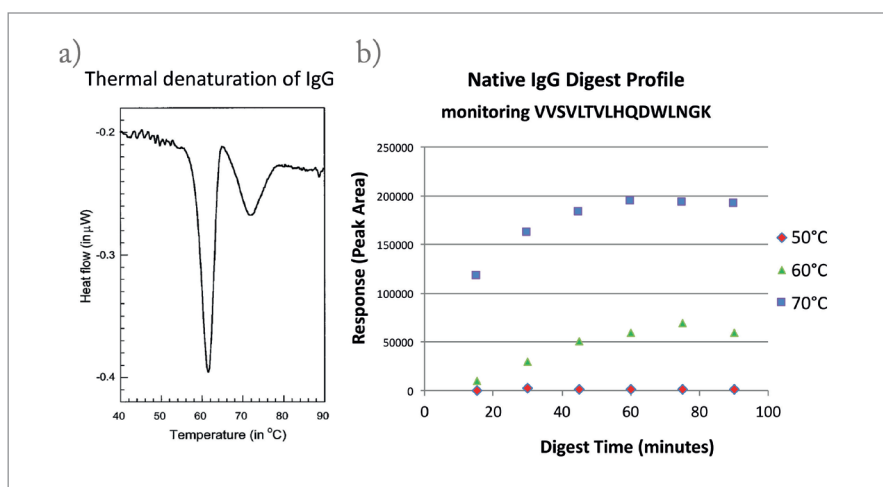 a)
Thermal denaturation of IgG
-0.2
-0.3
-0.4
Heat flow (in µW)
40 50 60 70 80 90
Temperature (in °C)
b)
Native IgG Digest Profile
monitoring VVSVLTVLHQDWLNGK
250000
200000
150000
100000
50000
0
Response (Peak Area)
0 20 40 60 80 100
Digest Time (minutes)
50°C
60°C
70°C